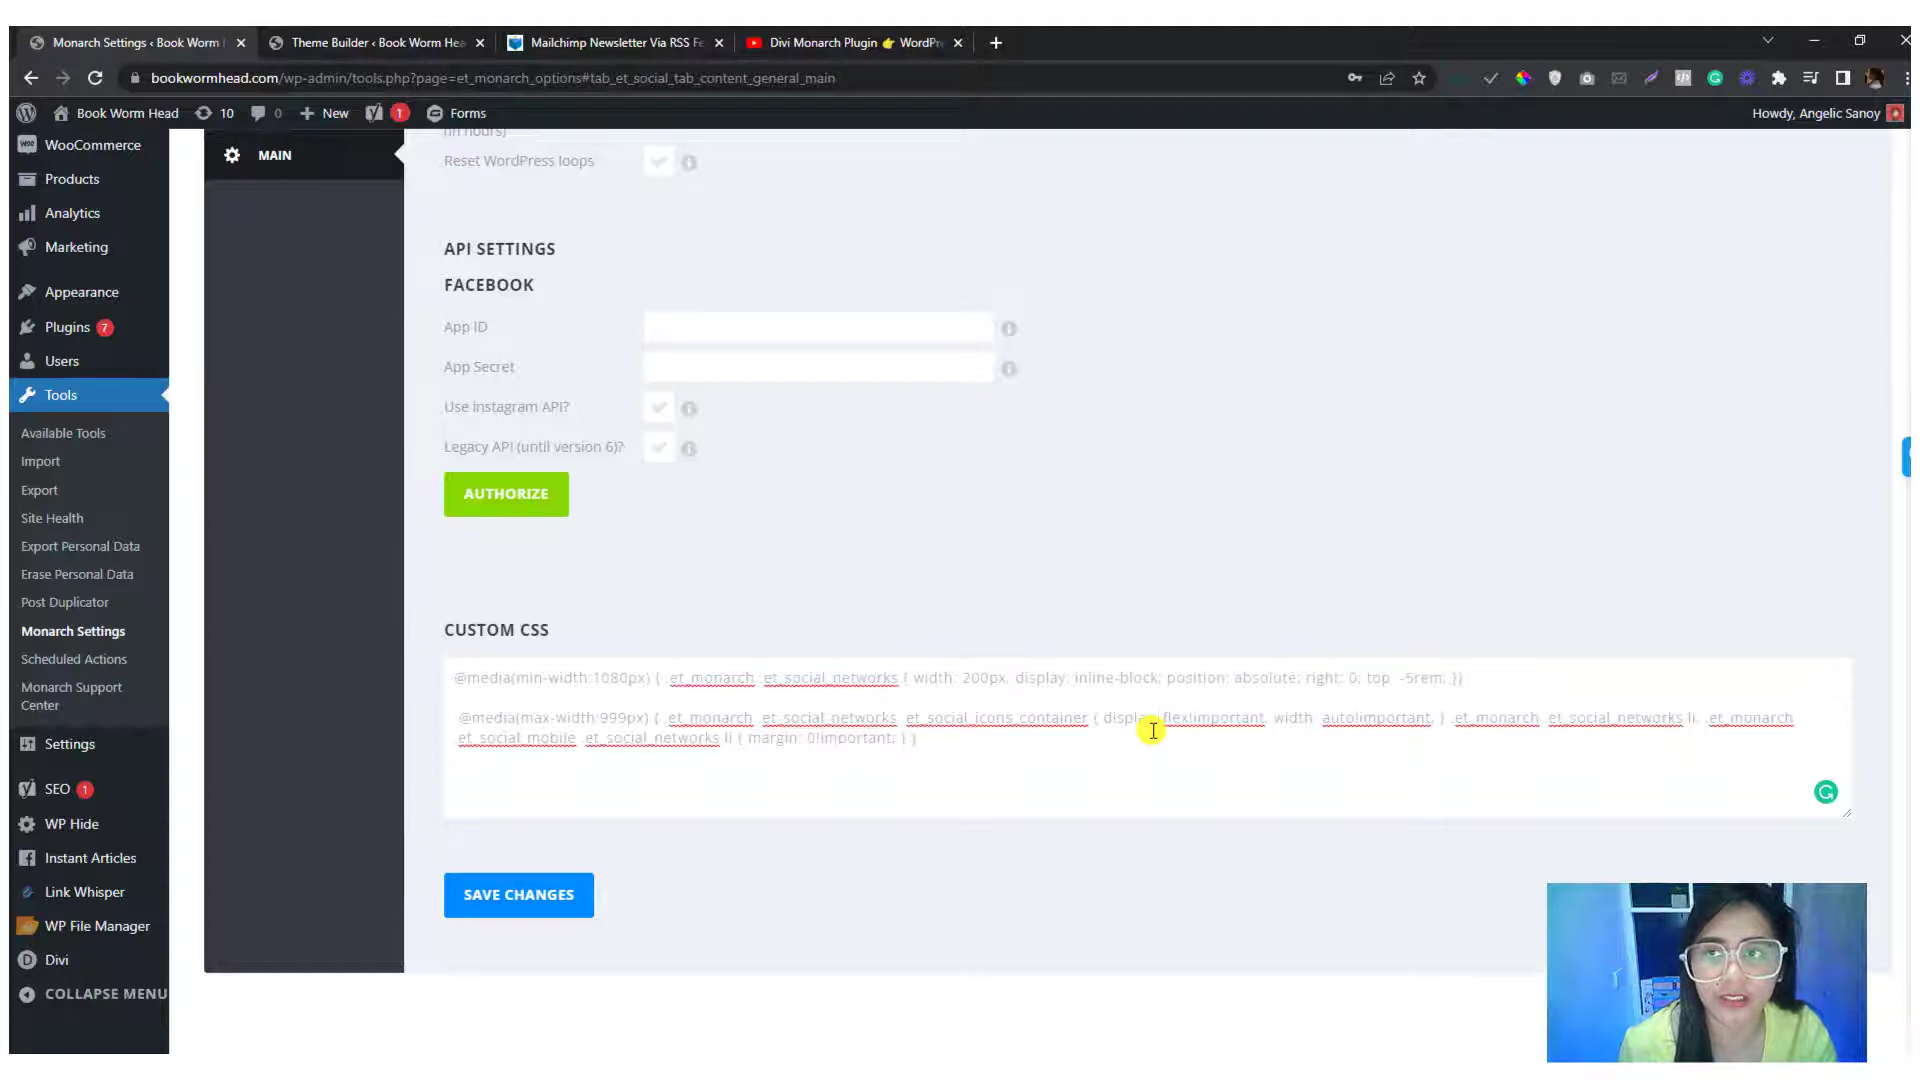 Monarch Settings ‹ Book Worm
Theme Builder ‹ Book Worm Hea
Mailchimp Newsletter Via RSS Fe
Divi Monarch Plugin 👉 WordPr
bookwormhead.com/wp-admin/tools.php?page=et_monarch_options#tab_et_social_tab_content_general_main
Book Worm Head
10
0
New
1
Forms
Howdy, Angelic Sanoy
WooCommerce
Products
Analytics
Marketing
Appearance
Plugins 7
Users
Tools
Available Tools
Import
Export
Site Health
Export Personal Data
Erase Personal Data
Post Duplicator
Monarch Settings
Scheduled Actions
Monarch Support
Center
Settings
SEO 1
WP Hide
Instant Articles
Link Whisper
WP File Manager
Divi
COLLAPSE MENU
MAIN
(in hours)
Reset WordPress loops
API SETTINGS
FACEBOOK
App ID
App Secret
Use Instagram API?
Legacy API (until version 6)?
AUTHORIZE
CUSTOM CSS
@media(min-width:1080px) { .et_monarch .et_social_networks { width: 200px; display: inline-block; position: absolute; right: 0; top: -5rem; }}
@media(max-width:999px) { .et_monarch .et_social_networks .et_social_icons_container { display: flex!important; width: auto!important; } .et_monarch .et_social_networks li, .et_monarch
.et_social_mobile .et_social_networks li { margin: 0!important; } }
SAVE CHANGES